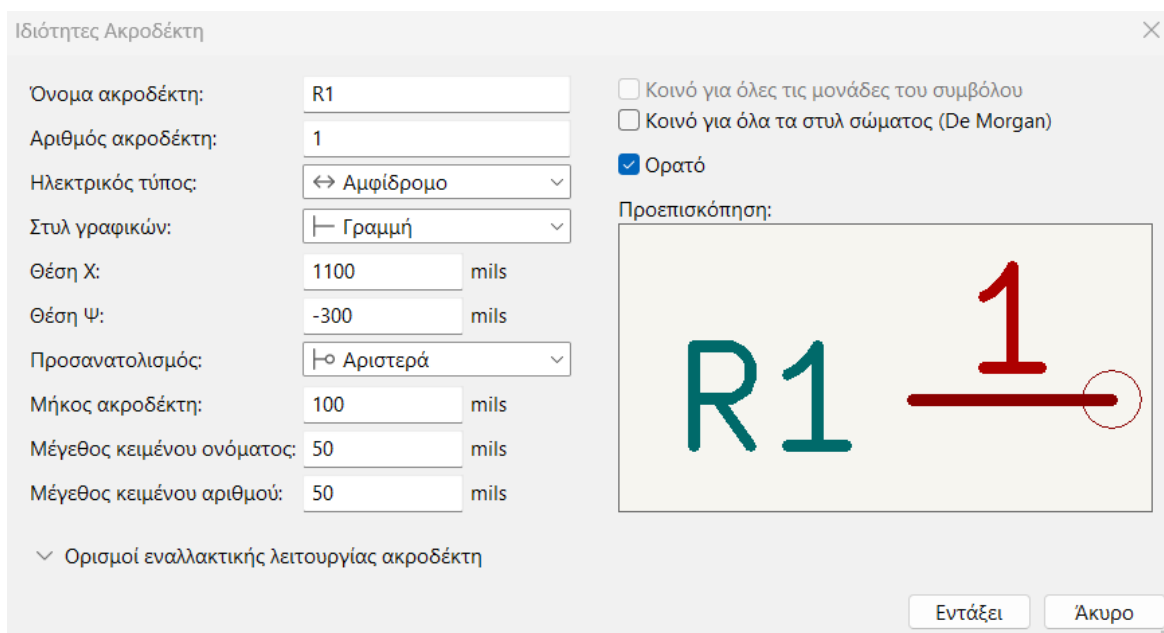 Ιδιότητες Ακροδέκτη
Όνομα ακροδέκτη: R1
Αριθμός ακροδέκτη: 1
Ηλεκτρικός τύπος: Αμφίδρομο
Στυλ γραφικών: Γραμμή
Θέση Χ: 1100 mils
Θέση Ψ: -300 mils
Προσανατολισμός: Αριστερά
Μήκος ακροδέκτη: 100 mils
Μέγεθος κειμένου ονόματος: 50 mils
Μέγεθος κειμένου αριθμού: 50 mils
Ορισμοί εναλλακτικής λειτουργίας ακροδέκτη
Κοινό για όλες τις μονάδες του συμβόλου
Κοινό για όλα τα στυλ σώματος (De Morgan)
Ορατό
Προεπισκόπηση:
R1 1
Εντάξει Άκυρο